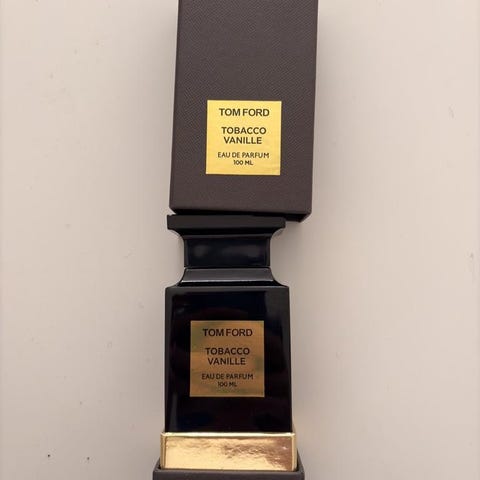 TOM FORD
TOBACCO
VANILLE
EAU DE PARFUM
100 ML
TOM FORD
TOBACCO
VANILLE
EAU DE PARFUM
100 ML